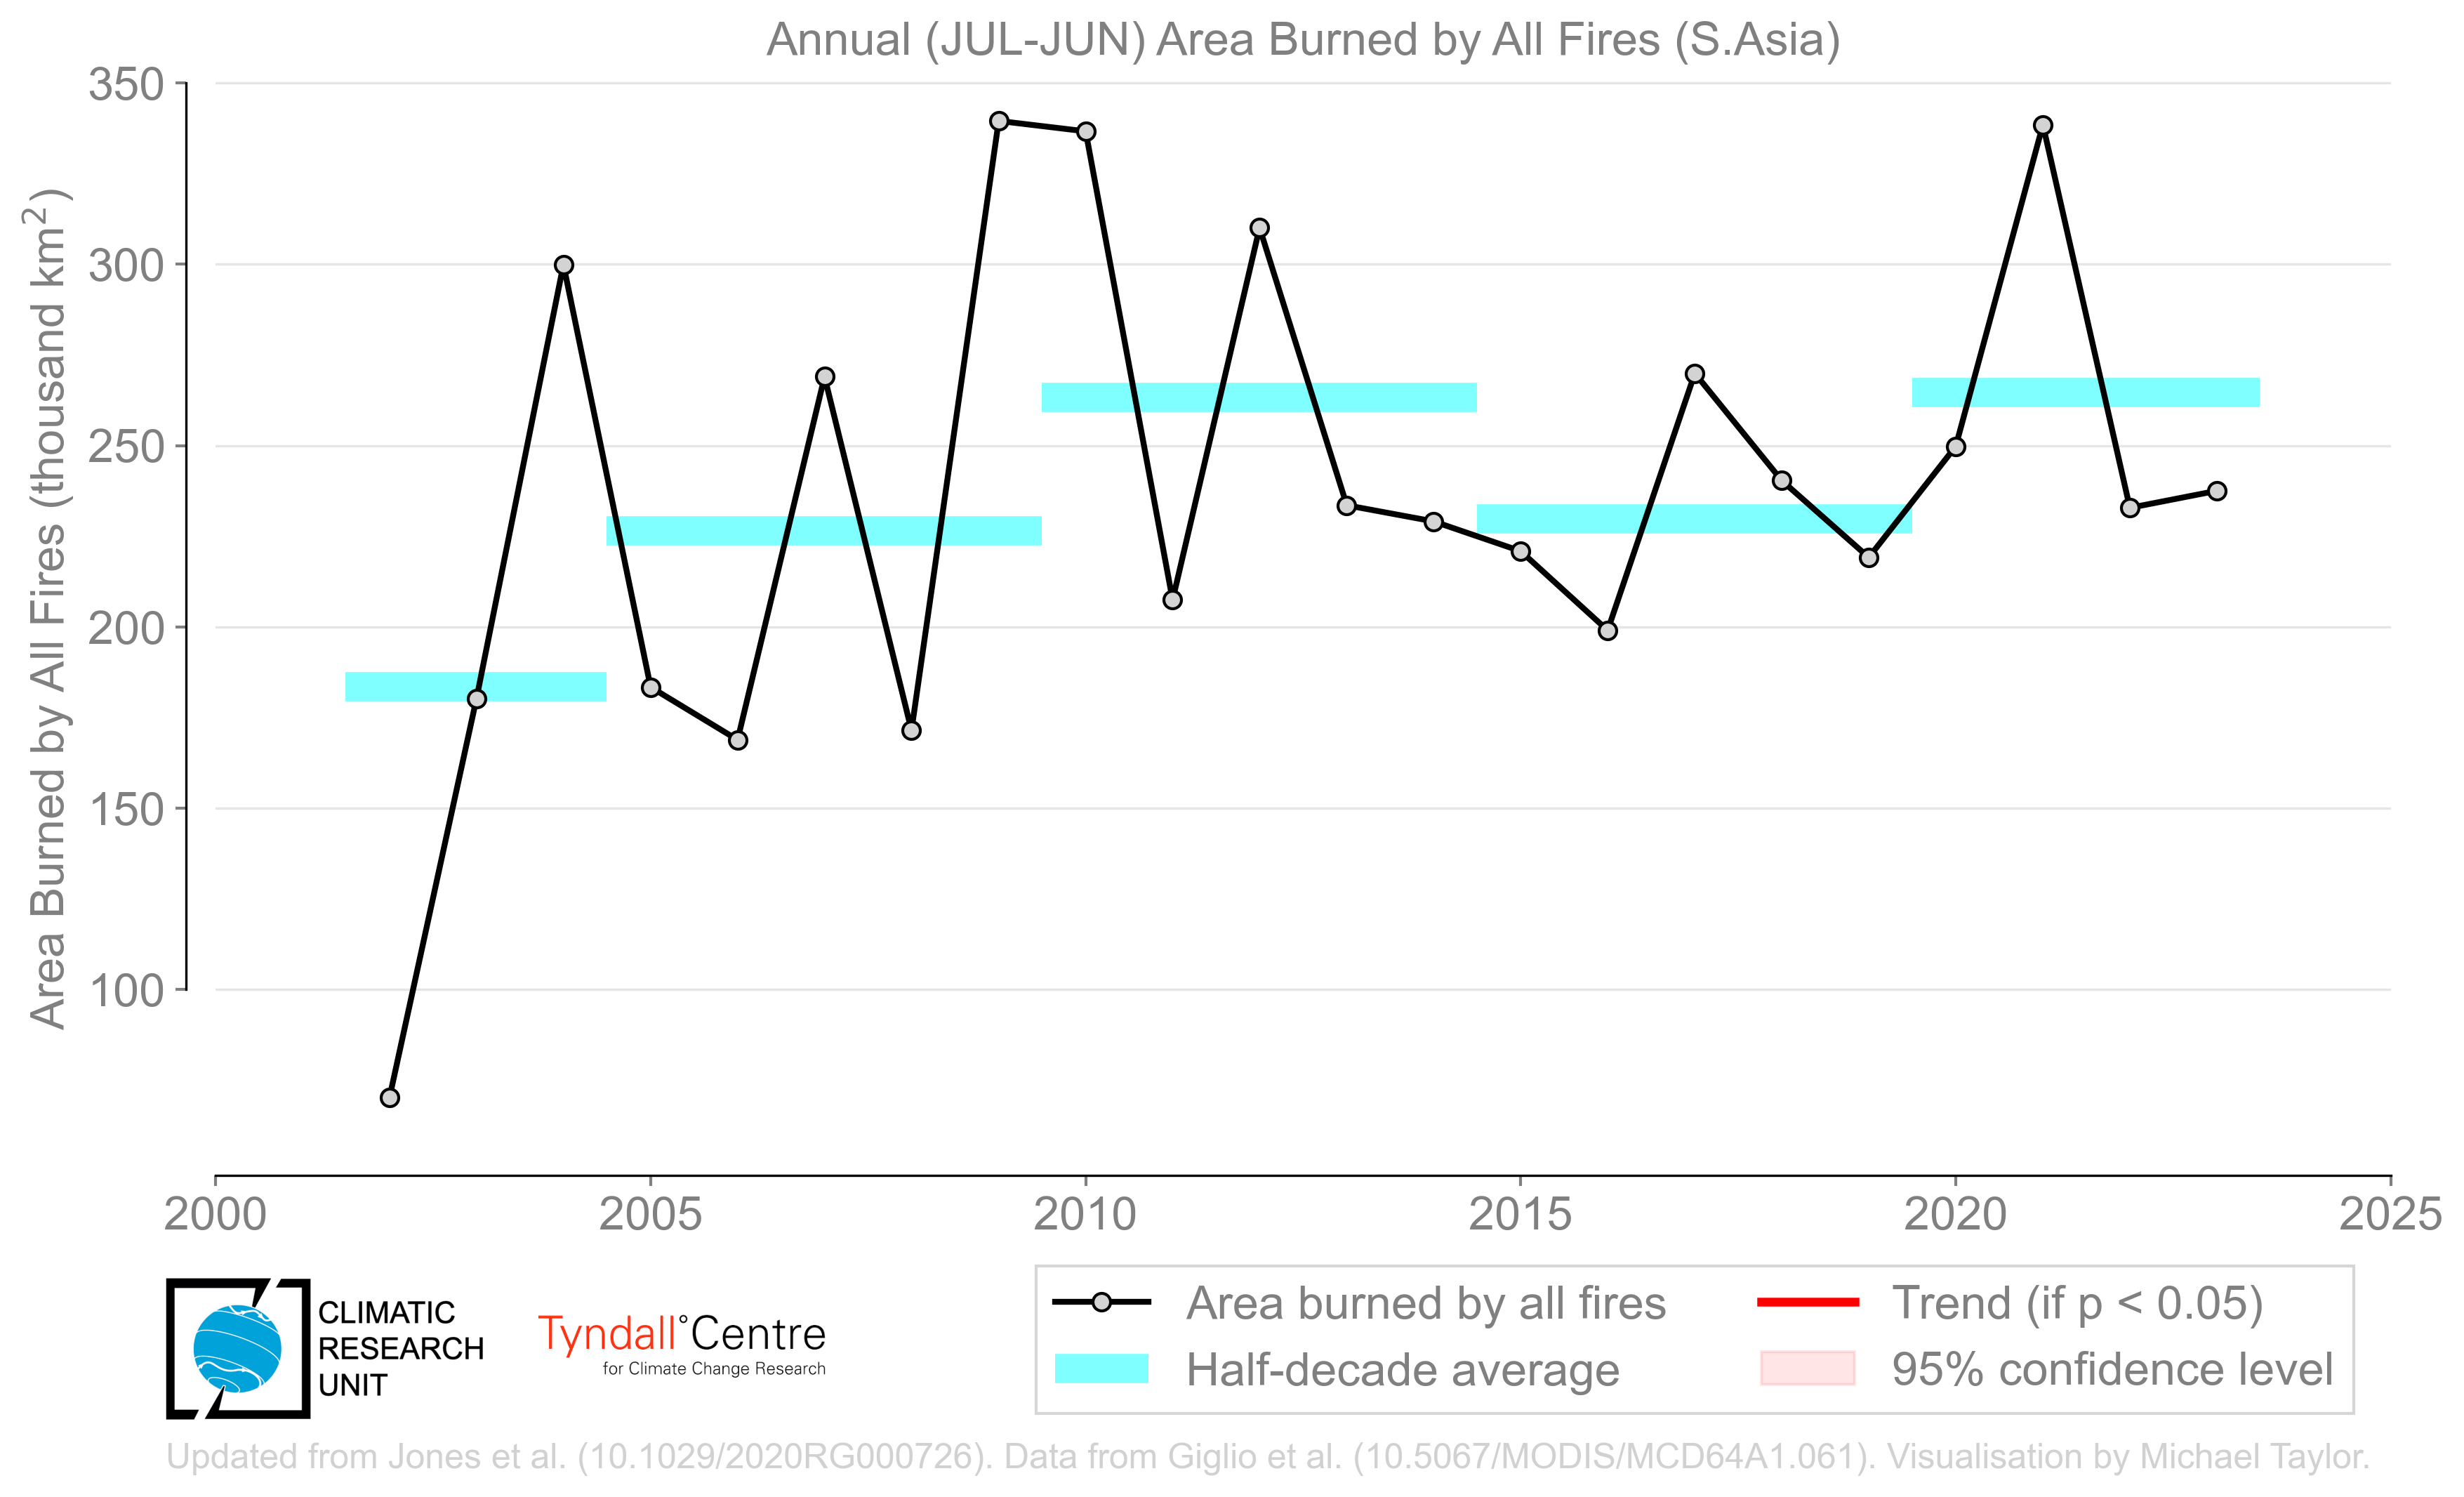 Annual (JUL-JUN) Area Burned by All Fires (S.Asia)
Area Burned by All Fires (thousand km²)
350
300
250
200
150
100
2000 2005 2010 2015 2020 2025
CLIMATIC
RESEARCH
UNIT
Tyndall°Centre
for Climate Change Research
Area burned by all fires
Half-decade average
Trend (if p < 0.05)
95% confidence level
Updated from Jones et al. (10.1029/2020RG000726). Data from Giglio et al. (10.5067/MODIS/MCD64A1.061). Visualisation by Michael Taylor.